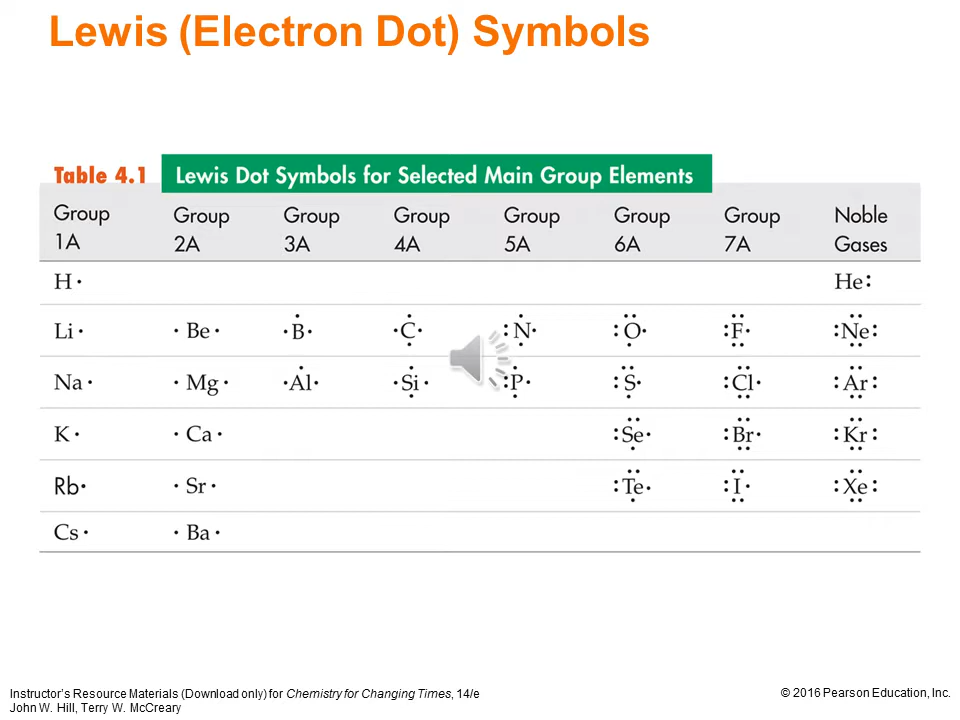 Lewis (Electron Dot) Symbols
Table 4.1 Lewis Dot Symbols for Selected Main Group Elements
Group 1A Group 2A Group 3A Group 4A Group 5A Group 6A Group 7A Noble Gases
H· He:
Li· ·Be· ·B· ·C· :N· :O· :F· :Ne:
Na· ·Mg· ·Al· ·Si· :P· :S· :Cl· :Ar:
K· ·Ca· :Se· :Br· :Kr:
Rb· ·Sr· :Te· :I· :Xe:
Cs· ·Ba·
Instructor's Resource Materials (Download only) for Chemistry for Changing Times, 14/e
John W. Hill, Terry W. McCreary
© 2016 Pearson Education, Inc.